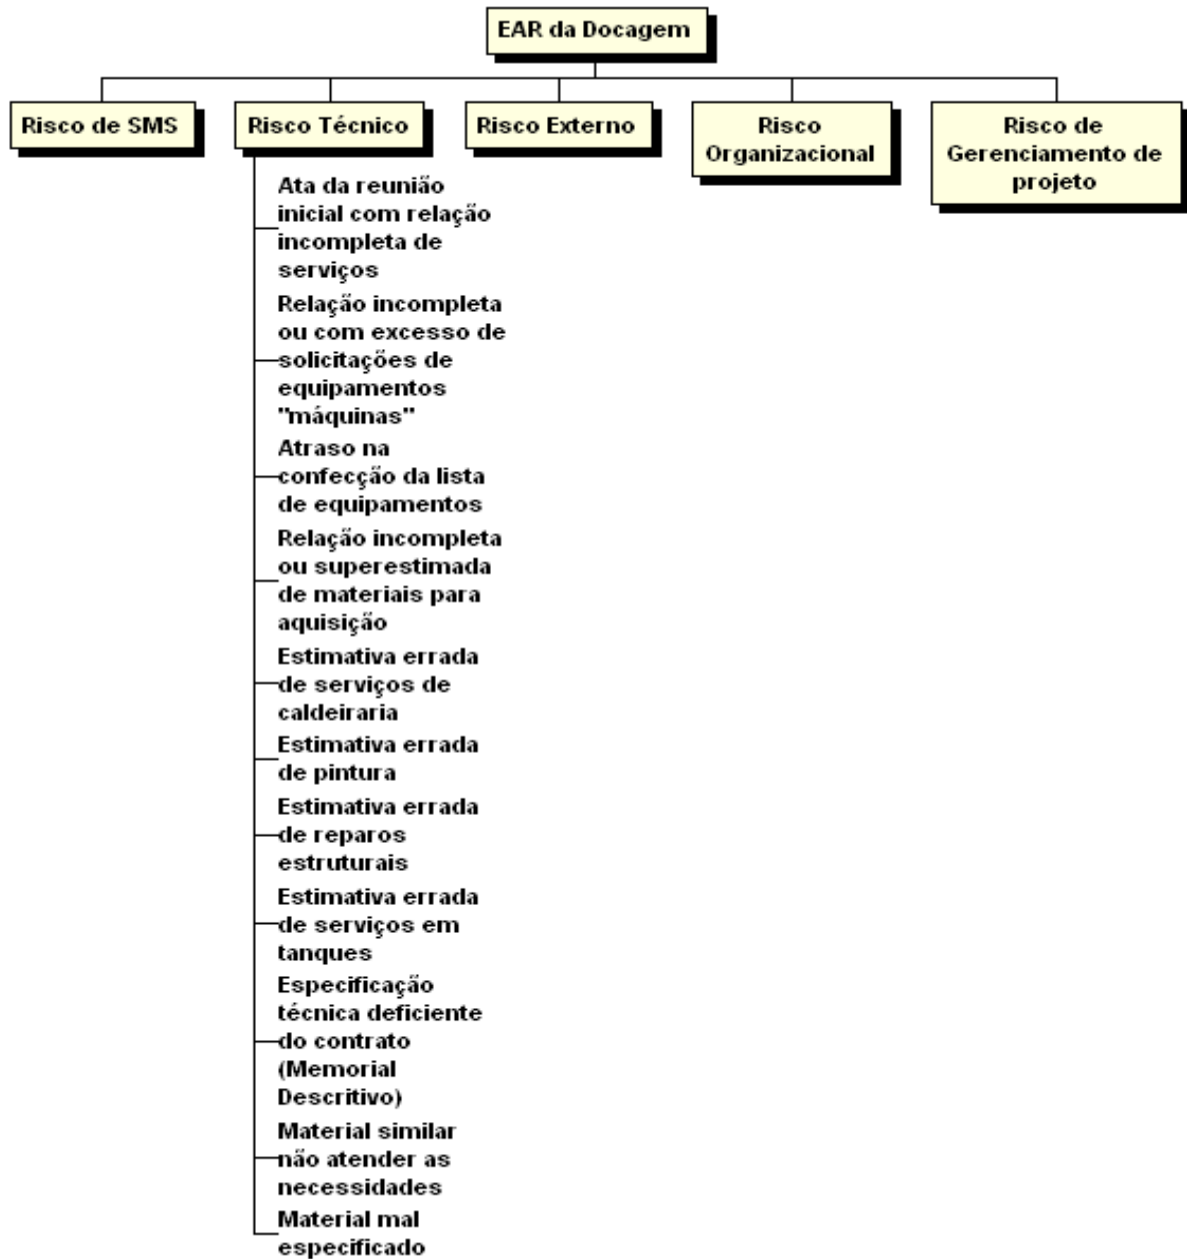 EAR da Docagem
Risco de SMS
Risco Técnico
Risco Externo
Risco
Organizacional
Risco de
Gerenciamento de
projeto
Ata da reunião
inicial com relação
incompleta de
serviços
Relação incompleta
ou com excesso de
solicitações de
equipamentos
"máquinas"
Atraso na
confecção da lista
de equipamentos
Relação incompleta
ou superestimada
de materiais para
aquisição
Estimativa errada
de serviços de
caldeiraria
Estimativa errada
de pintura
Estimativa errada
de reparos
estruturais
Estimativa errada
de serviços em
tanques
Especificação
técnica deficiente
do contrato
(Memorial
Descritivo)
Material similar
não atender as
necessidades
Material mal
especificado